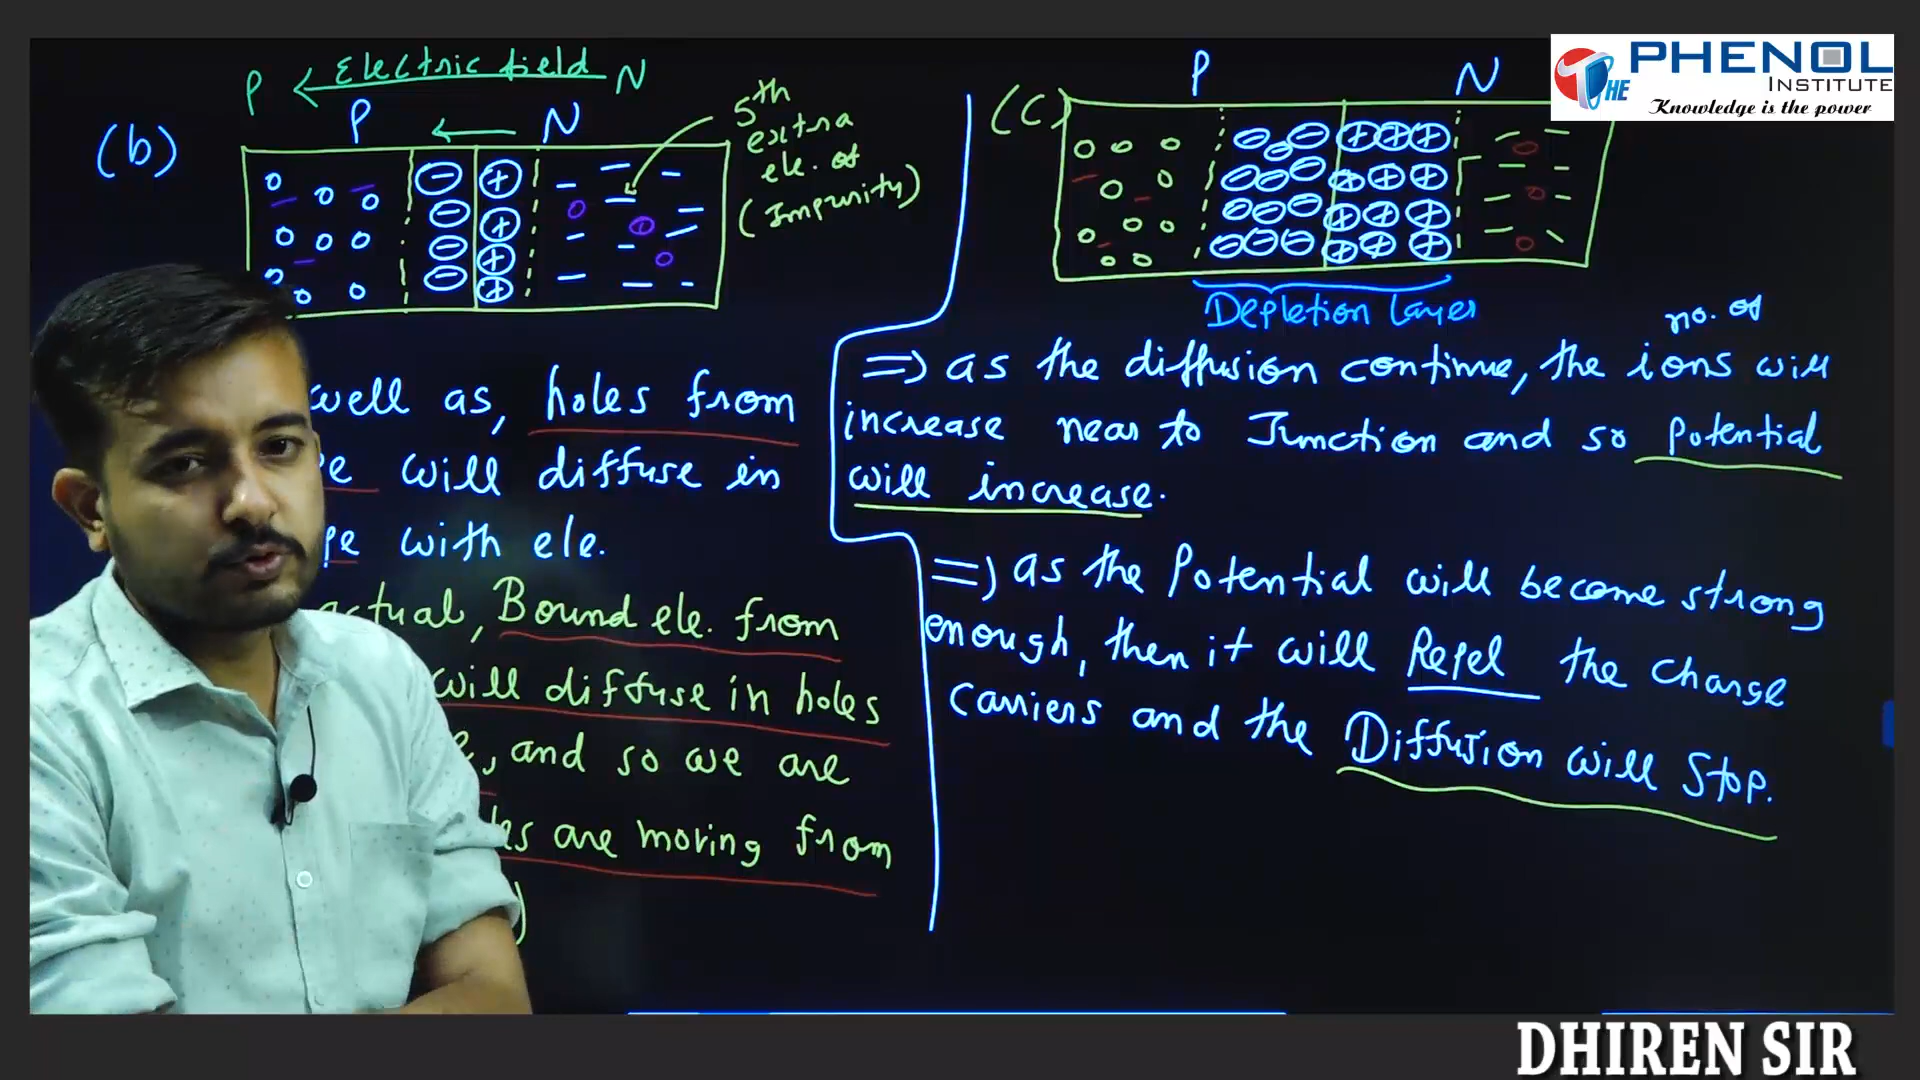 P ← Electric field N
(b)
P ← N
5th
extra
ele. of
(Impurity)
well as, holes from
will diffuse in
with ele.
actual, Bound ele. from
will diffuse in holes
, and so we are
are moving from
)
(C)
P N
Depletion Layer
no. of
=) as the diffusion continue, the ions will
increase near to Junction and so potential
will increase.
=) as the Potential will become strong
enough, then it will Repel the charge
Carriers and the Diffusion will Stop.
THE PHENOL
INSTITUTE
Knowledge is the power
DHIREN SIR